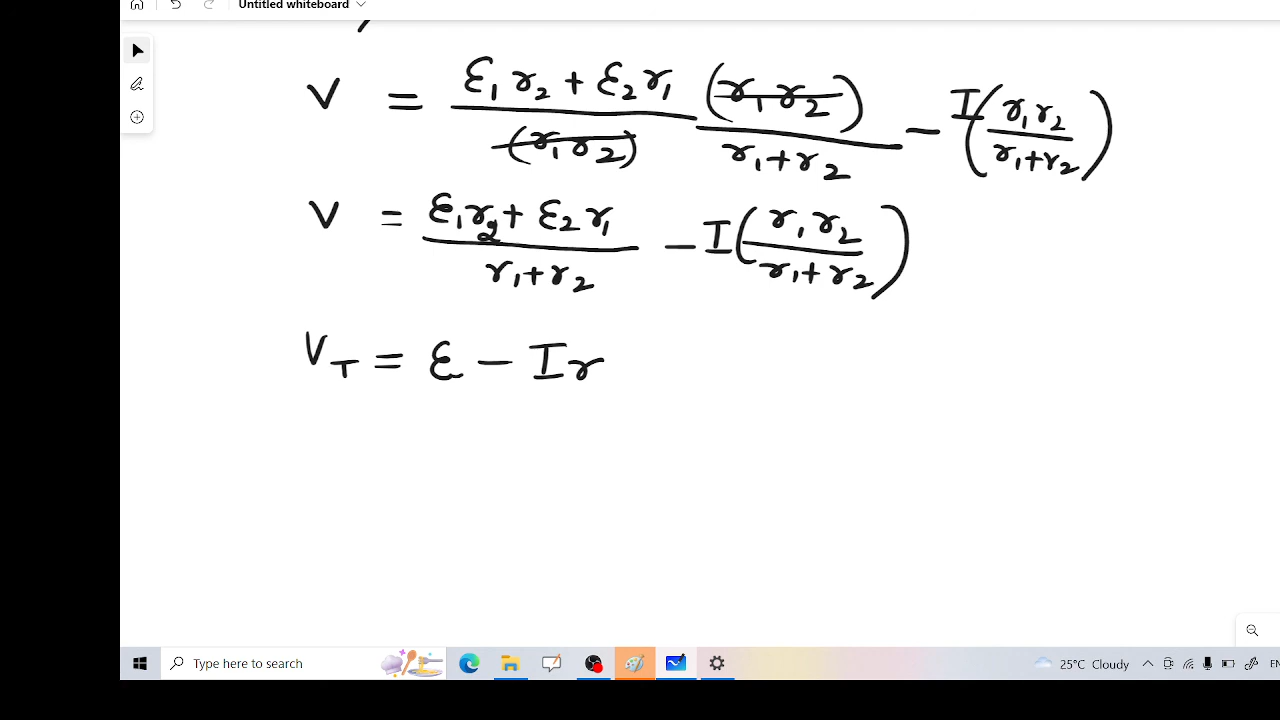 Untitled whiteboard
V = ε₁r₂ + ε₂r₁ / (r₁r₂) (r₁r₂) / r₁+r₂ − I(r₁r₂ / r₁+r₂)
V = ε₁r₂ + ε₂r₁ / r₁+r₂ − I(r₁r₂ / r₁+r₂)
V_T = ε − Ir
Type here to search
23°C Cloudy